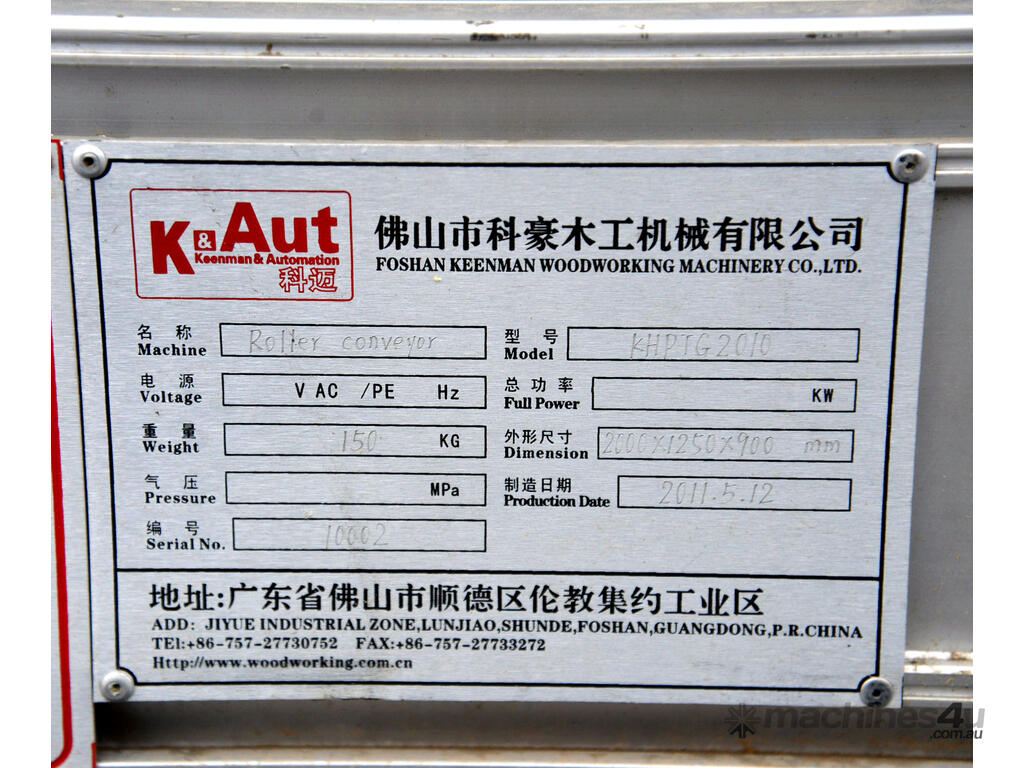 K&Aut
Keenman & Automation
科迈
佛山市科豪木工机械有限公司
FOSHAN KEENMAN WOODWORKING MACHINERY CO.,LTD.
名 称 Machine Roller conveyor
型 号 Model KHPTG2010
电 源 Voltage V AC /PE Hz
总 功 率 Full Power KW
重 量 Weight 150 KG
外形尺寸 Dimension 2000X1250X900 mm
气 压 Pressure MPa
制造日期 Production Date 2011.5.12
编 号 Serial No. 10002
地址:广东省佛山市顺德区伦教集约工业区
ADD: JIYUE INDUSTRIAL ZONE,LUNJIAO,SHUNDE,FOSHAN,GUANGDONG,P.R.CHINA
TEl:+86-757-27730752 FAX:+86-757-27733272
Http://www.woodworking.com.cn
machines4u
.com.au